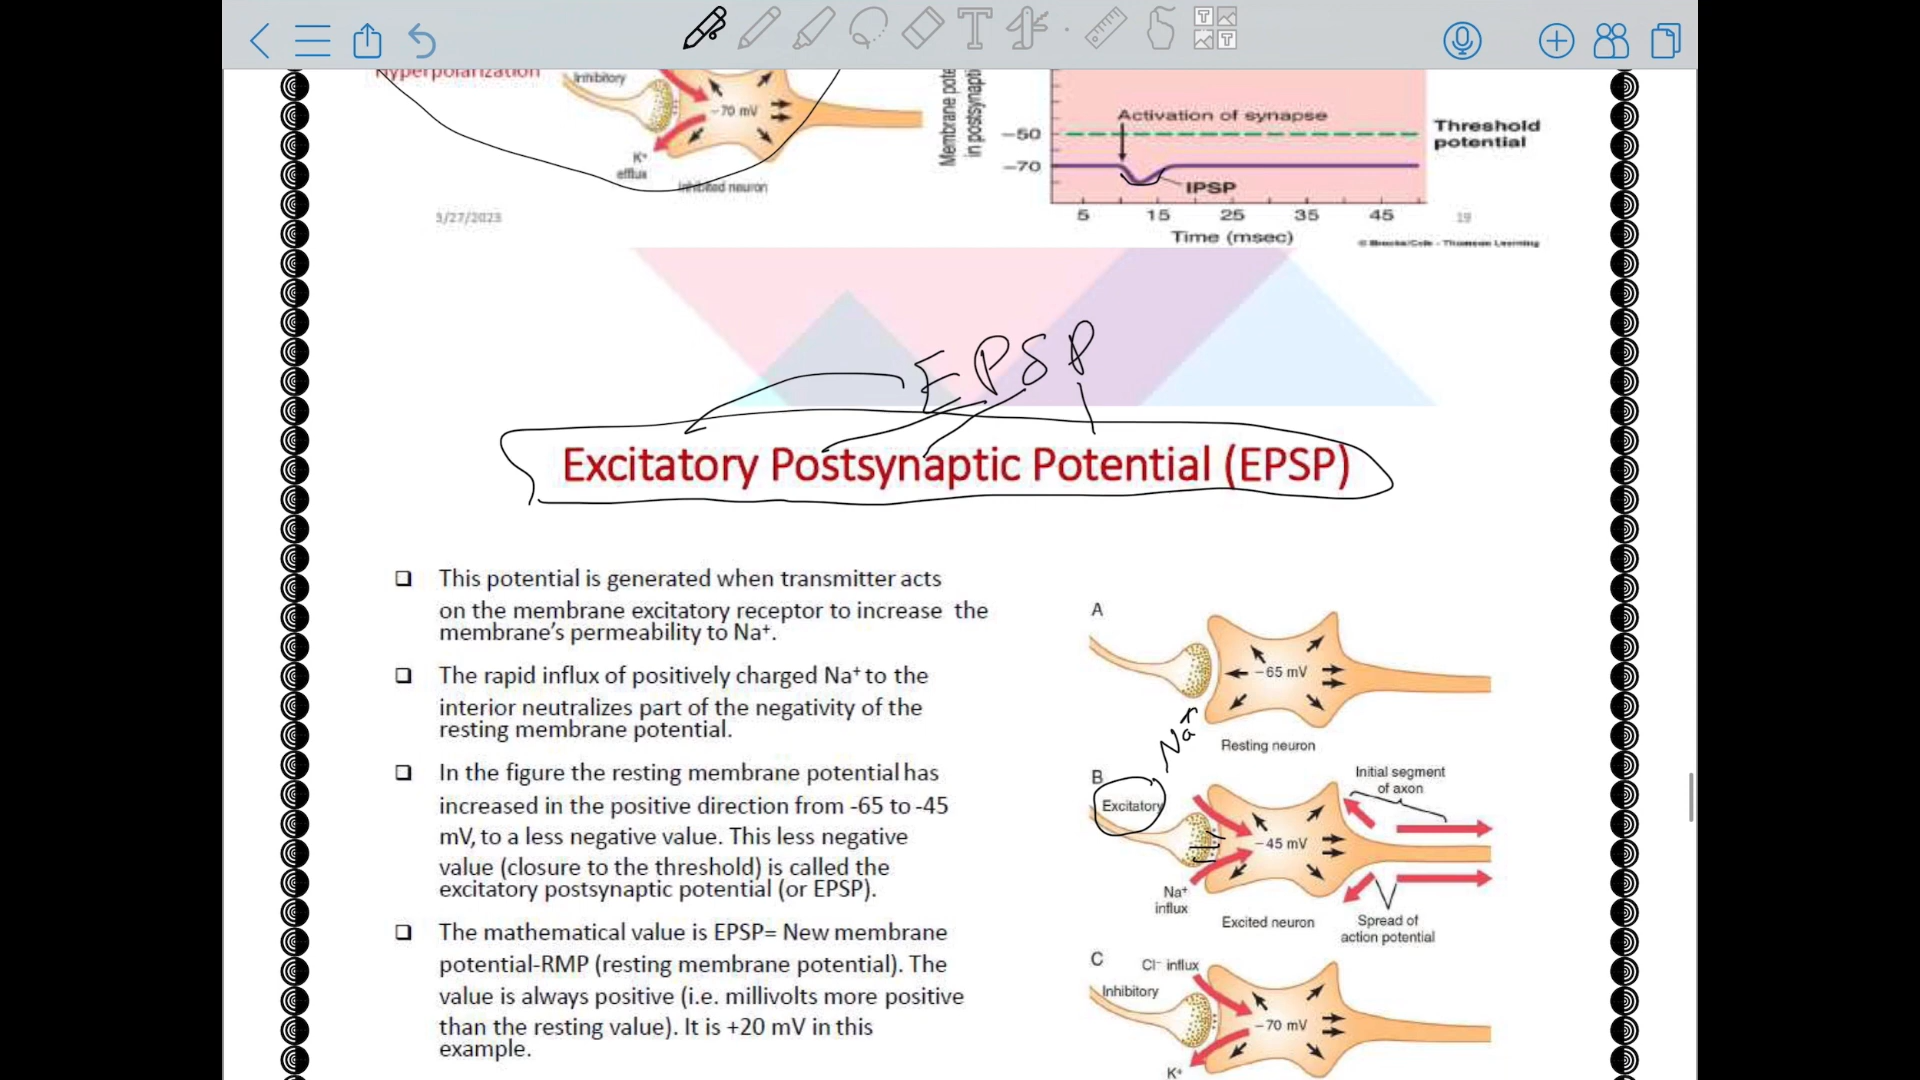 Hyperpolarization
Inhibitory
-70 mV
K⁺
efflux
Inhibited neuron
3/27/2023
Membrane pote
in postsynapti
Activation of synapse
-50
-70
Threshold
potential
IPSP
5 15 25 35 45
Time (msec)
19
© Brooks/Cole - Thomson Learning
EPSP
Excitatory Postsynaptic Potential (EPSP)
❑ This potential is generated when transmitter acts
on the membrane excitatory receptor to increase the
membrane's permeability to Na⁺.
❑ The rapid influx of positively charged Na⁺ to the
interior neutralizes part of the negativity of the
resting membrane potential.
❑ In the figure the resting membrane potential has
increased in the positive direction from -65 to -45
mV, to a less negative value. This less negative
value (closure to the threshold) is called the
excitatory postsynaptic potential (or EPSP).
❑ The mathematical value is EPSP= New membrane
potential-RMP (resting membrane potential). The
value is always positive (i.e. millivolts more positive
than the resting value). It is +20 mV in this
example.
A
-65 mV
Resting neuron
Na⁺
B
Excitatory
-45 mV
Initial segment
of axon
Na⁺
influx
Excited neuron
Spread of
action potential
C
Cl⁻ influx
Inhibitory
-70 mV
K⁺